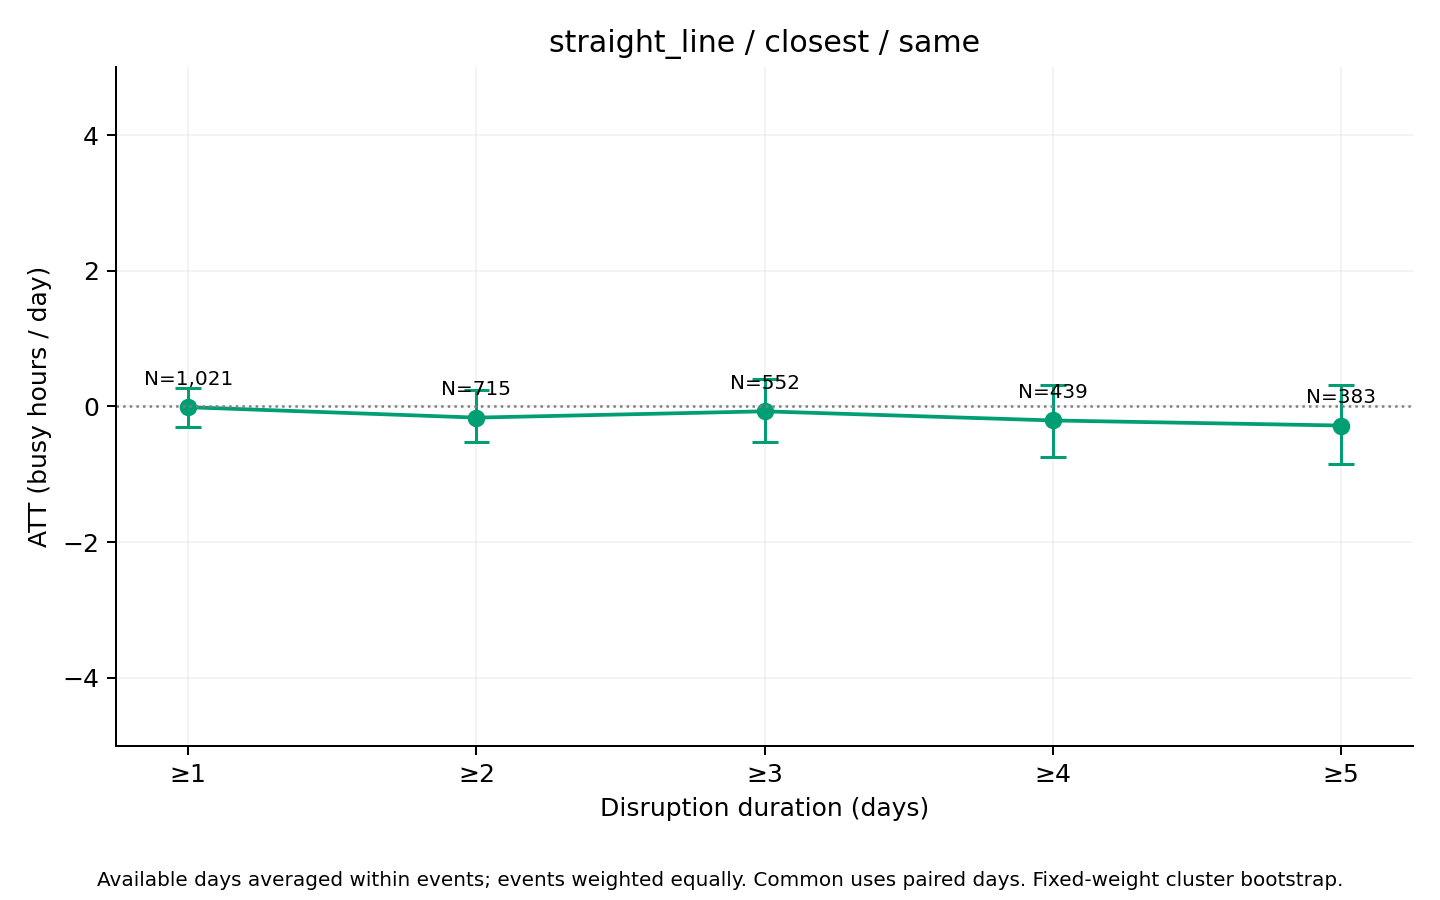 straight_line / closest / same
ATT (busy hours / day)
4
2
0
−2
−4
N=1,021
N=715
N=552
N=439
N=383
≥1
≥2
≥3
≥4
≥5
Disruption duration (days)
Available days averaged within events; events weighted equally. Common uses paired days. Fixed-weight cluster bootstrap.